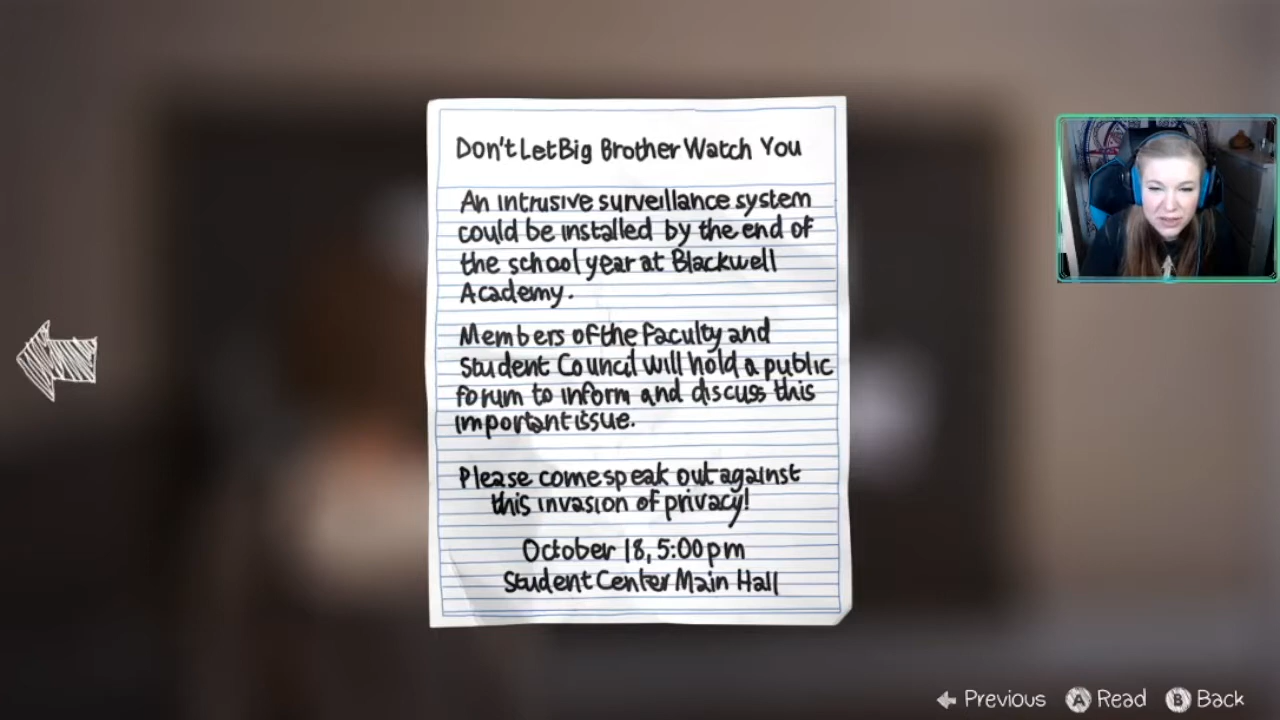 Don't Let Big Brother Watch You
An intrusive surveillance system
could be installed by the end of
the school year at Blackwell
Academy.
Members of the faculty and
Student Council will hold a public
forum to inform and discuss this
important issue.
Please come speak out against
this invasion of privacy!
October 18, 5:00pm
Student Center Main Hall
Previous A Read B Back